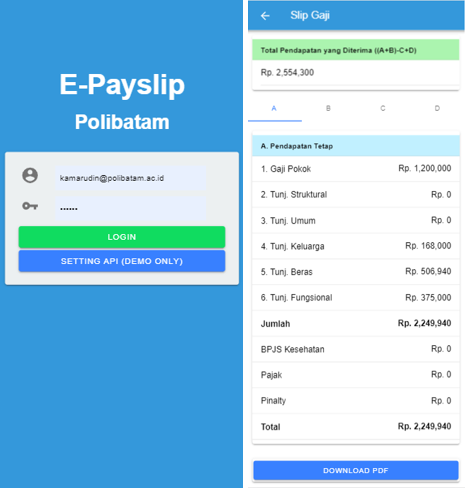 E-Payslip
Polibatam
kamarudin@polibatam.ac.id
••••••
LOGIN
SETTING API (DEMO ONLY)
Slip Gaji
Total Pendapatan yang Diterima ((A+B)-C+D)
Rp. 2,554,300
A B C D
A. Pendapatan Tetap
1. Gaji Pokok Rp. 1,200,000
2. Tunj. Struktural Rp. 0
3. Tunj. Umum Rp. 0
4. Tunj. Keluarga Rp. 168,000
5. Tunj. Beras Rp. 506,940
6. Tunj. Fungsional Rp. 375,000
Jumlah Rp. 2,249,940
BPJS Kesehatan Rp. 0
Pajak Rp. 0
Pinalty Rp. 0
Total Rp. 2,249,940
DOWNLOAD PDF